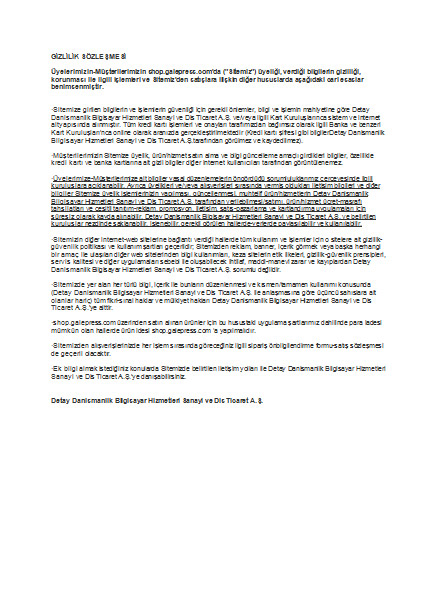 GİZLİLİK SÖZLEŞMESİ
Üyelerimizin-Müşterilerimizin shop.galepress.com'da ("Sitemiz") üyeliği, verdiği bilgilerin gizliliği,
korunması ile ilgili işlemleri ve Sitemiz'den satışlara ilişkin diğer hususlarda aşağıdaki cari esaslar
benimsenmiştir.
·Sitemize girilen bilgilerin ve işlemlerin güvenliği için gerekli önlemler, bilgi ve işlemin mahiyetine göre Detay
Danismanlik Bilgisayar Hizmetleri Sanayi ve Dis Ticaret A.Ş. ve/veya ilgili Kart Kuruluşlarınca sistem ve internet
altyapısında alınmıştır. Tüm kredi kartı işlemleri ve onayları tarafımızdan bağımsız olarak ilgili Banka ve benzeri
Kart Kuruluşları'nca online olarak aranızda gerçekleştirilmektedir (Kredi kartı şifresi gibi bilgilerDetay Danismanlik
Bilgisayar Hizmetleri Sanayi ve Dis Ticaret A.Ş.tarafından görülmez ve kaydedilmez).
·Müşterilerimizin Sitemize üyelik, ürün/hizmet satın alma ve bilgi güncelleme amaçlı girdikleri bilgiler, özellikle
kredi kartı ve banka kartlarına ait gizli bilgiler diğer internet kullanıcıları tarafından görüntülenemez.
·Üyelerimize-Müşterilerimize ait bilgiler yasal düzenlemelerin öngördüğü sorumluluklarımız çerçevesinde ilgili
kuruluşlara açıklanabilir. Ayrıca üyelikleri ve/veya alışverişleri sırasında vermiş oldukları iletişim bilgileri ve diğer
bilgiler Sitemize üyelik işlemlerinizin yapılması, güncellenmesi, muhtelif ürün/hizmetlerin Detay Danismanlik
Bilgisayar Hizmetleri Sanayi ve Dis Ticaret A.Ş. tarafından verilebilmesi/satımı, ürün/hizmet ücret-masrafı
tahsilatları ve çeşitli tanıtım-reklam, promosyon, iletişim, satış-pazarlama ve kartlandırma uygulamaları için
süresiz olarak kayda alınabilir, Detay Danismanlik Bilgisayar Hizmetleri Sanayi ve Dis Ticaret A.Ş. ve belirtilen
kuruluşlar nezdinde saklanabilir, işlenebilir, gerekli görülen hallerde-yerlerde paylaşılabilir ve kullanılabilir.
·Sitemizin diğer internet-web sitelerine bağlantı verdiği hallerde tüm kullanım ve işlemler için o sitelere ait gizlilik-
güvenlik politikası ve kullanım şartları geçerlidir; Sitemizden reklam, banner, içerik görmek veya başka herhangi
bir amaç ile ulaşılan diğer web sitelerinden bilgi kullanımları, keza sitelerin etik ilkeleri, gizlilik-güvenlik prensipleri,
servis kalitesi ve diğer uygulamaları sebebi ile oluşabilecek ihtilaf, maddi-manevi zarar ve kayıplardan Detay
Danismanlik Bilgisayar Hizmetleri Sanayi ve Dis Ticaret A.Ş. sorumlu değildir.
·Sitemizde yer alan her türlü bilgi, içerik ile bunların düzenlenmesi ve kısmen/tamamen kullanımı konusunda
(Detay Danismanlik Bilgisayar Hizmetleri Sanayi ve Dis Ticaret A.Ş. ile anlaşmasına göre üçüncü şahıslara ait
olanlar hariç) tüm fikri-sınai haklar ve mülkiyet hakları Detay Danismanlik Bilgisayar Hizmetleri Sanayi ve Dis
Ticaret A.Ş.'ye aittir.
·shop.galepress.com üzerinden satın alınan ürünler için bu husustaki uygulama şartlarımız dahilinde para iadesi
mümkün olan hallerde ürün iadesi shop.galepress.com 'a yapılmalıdır.
·Sitemizden alışverişlerinizde her işlem sırasında göreceğiniz ilgili sipariş önbilgilendirme formu-satış sözleşmesi
de geçerli olacaktır.
·Ek bilgi almak istediğiniz konularda Sitemizde belirtilen iletişim yolları ile Detay Danismanlik Bilgisayar Hizmetleri
Sanayi ve Dis Ticaret A.Ş.'ye danışabilirsiniz.
Detay Danismanlik Bilgisayar Hizmetleri Sanayi ve Dis Ticaret A.Ş.